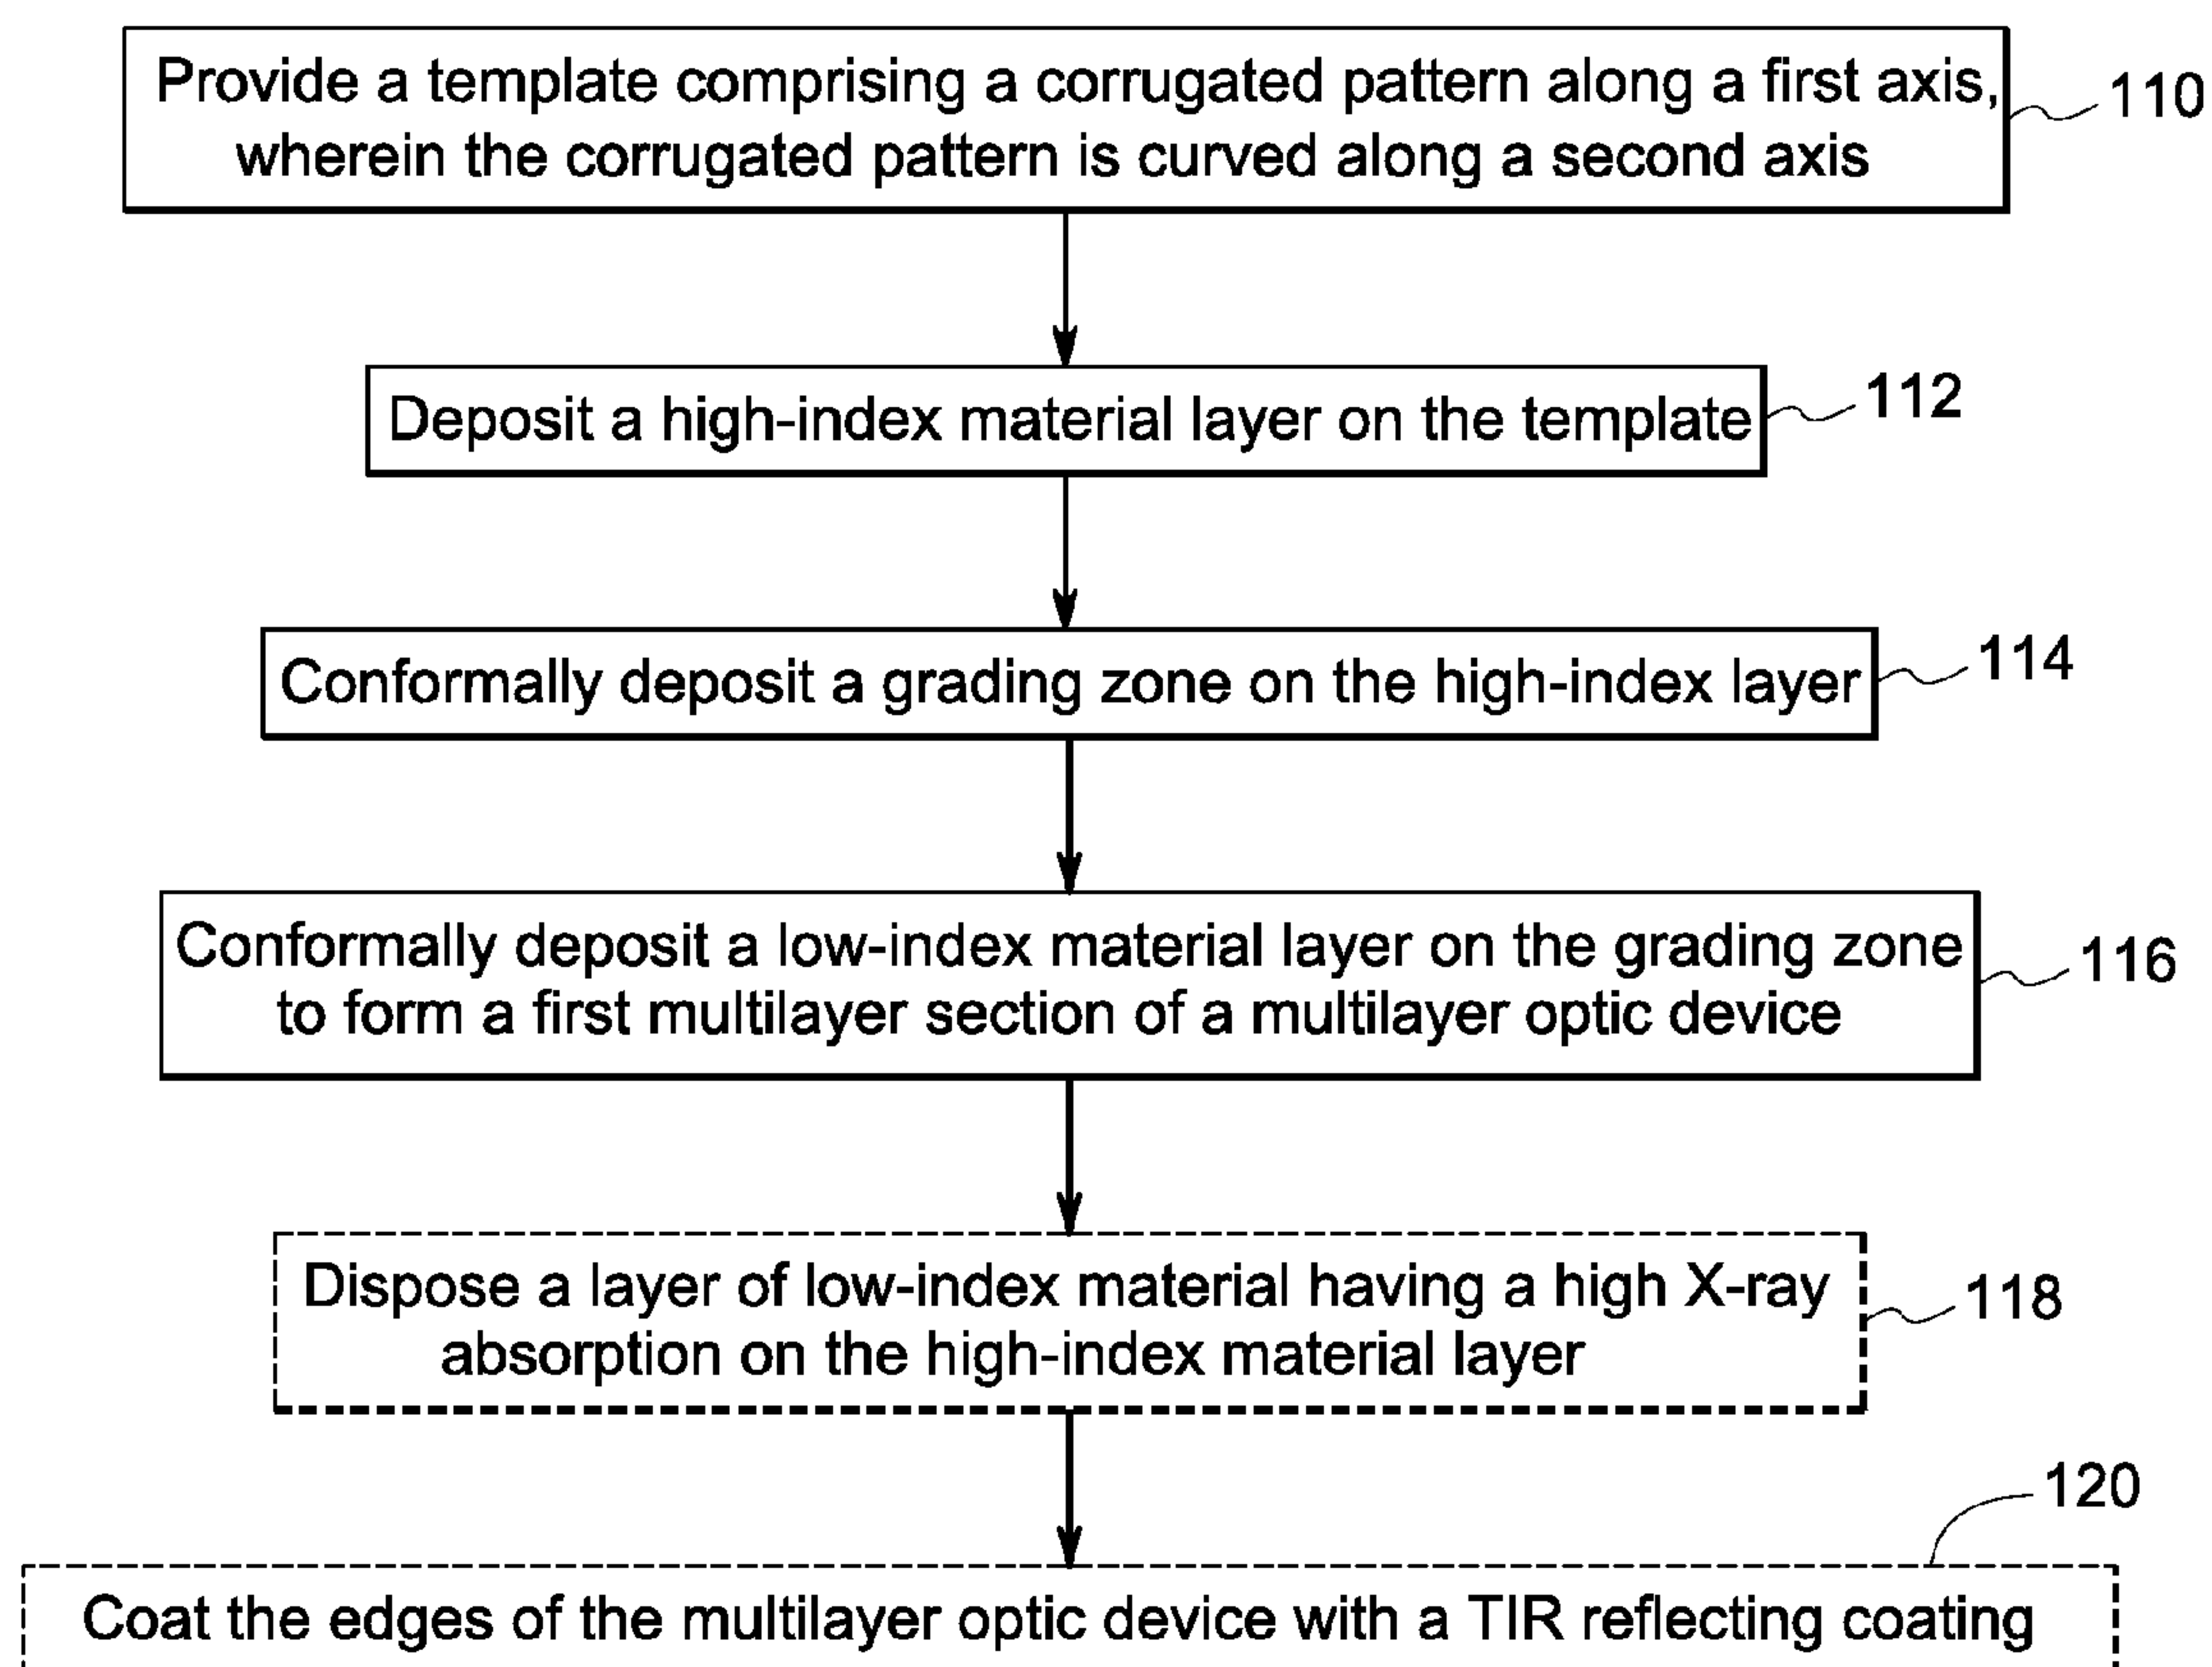 Provide a template comprising a corrugated pattern along a first axis,
wherein the corrugated pattern is curved along a second axis
110
Deposit a high-index material layer on the template
112
Conformally deposit a grading zone on the high-index layer
114
Conformally deposit a low-index material layer on the grading zone
to form a first multilayer section of a multilayer optic device
116
Dispose a layer of low-index material having a high X-ray
absorption on the high-index material layer
118
120
Coat the edges of the multilayer optic device with a TIR reflecting coating